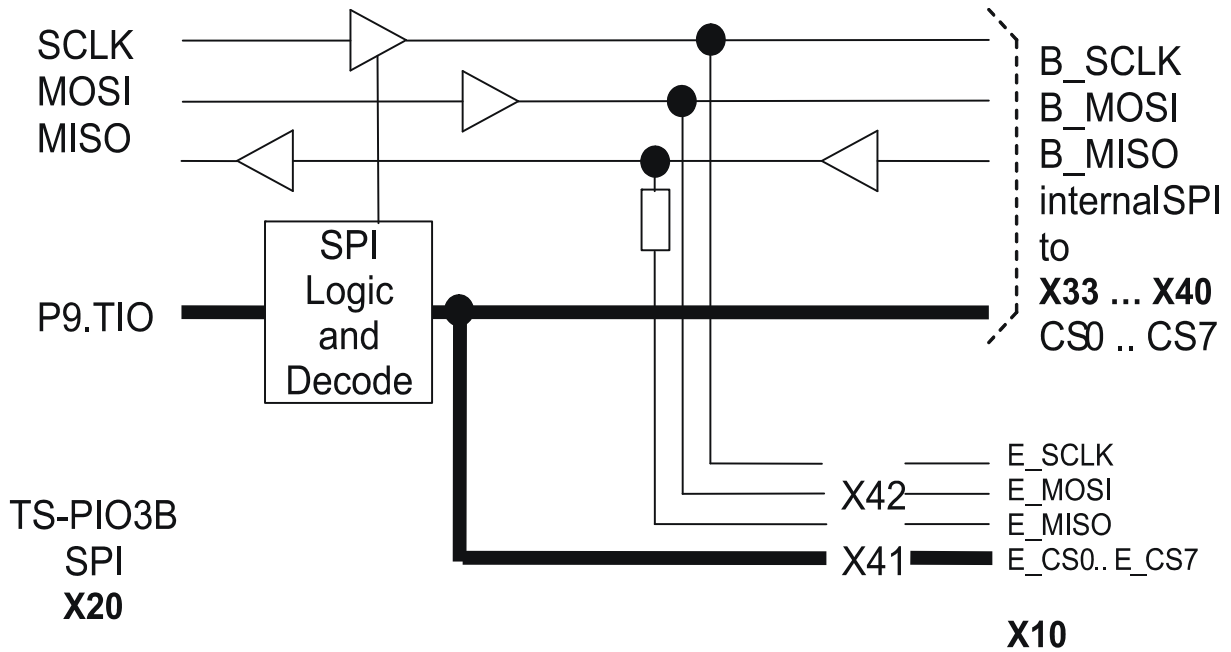 SCLK
MOSI
MISO
B_SCLK
B_MOSI
B_MISO
internalSPI
to
X33 ... X40
CS0 .. CS7
SPI
Logic
and
Decode
P9.TIO
E_SCLK
E_MOSI
E_MISO
E_CS0.. E_CS7
X42
X41
TS-PIO3B
SPI
X20
X10